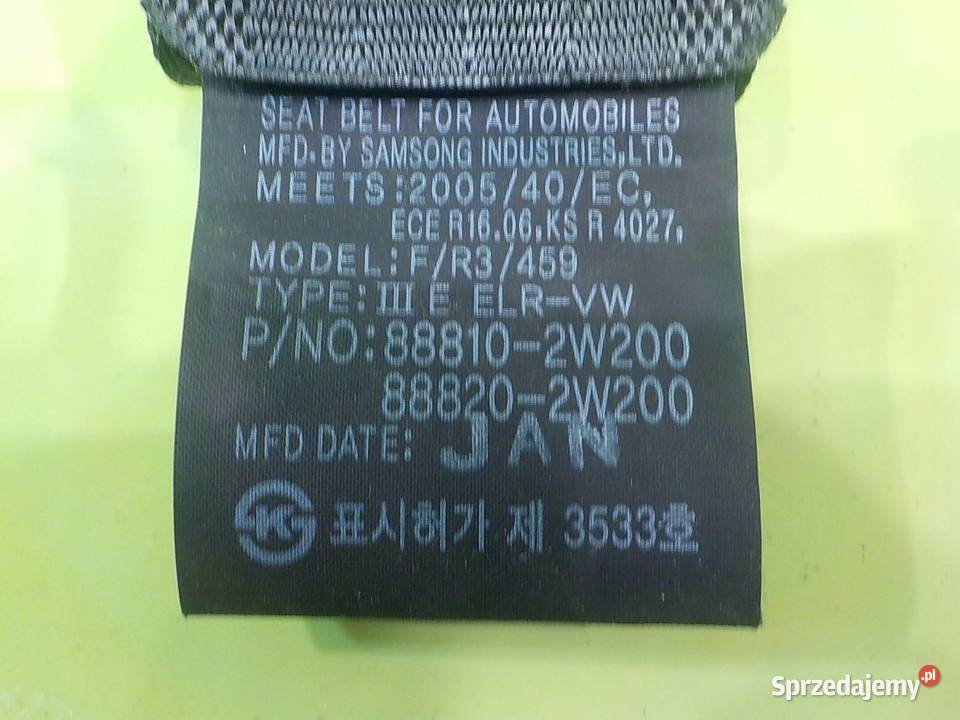 SEAT BELT FOR AUTOMOBILES
MFD.BY SAMSONG INDUSTRIES,LTD.
MEETS:2005/40/EC,
ECE R16.06,KS R 4027,
MODEL:F/R3/459
TYPE:III E ELR-VW
P/NO:88810-2W200
88820-2W200
MFD DATE: JAN
표시허가 제 3533호
Sprzedajemy.pl